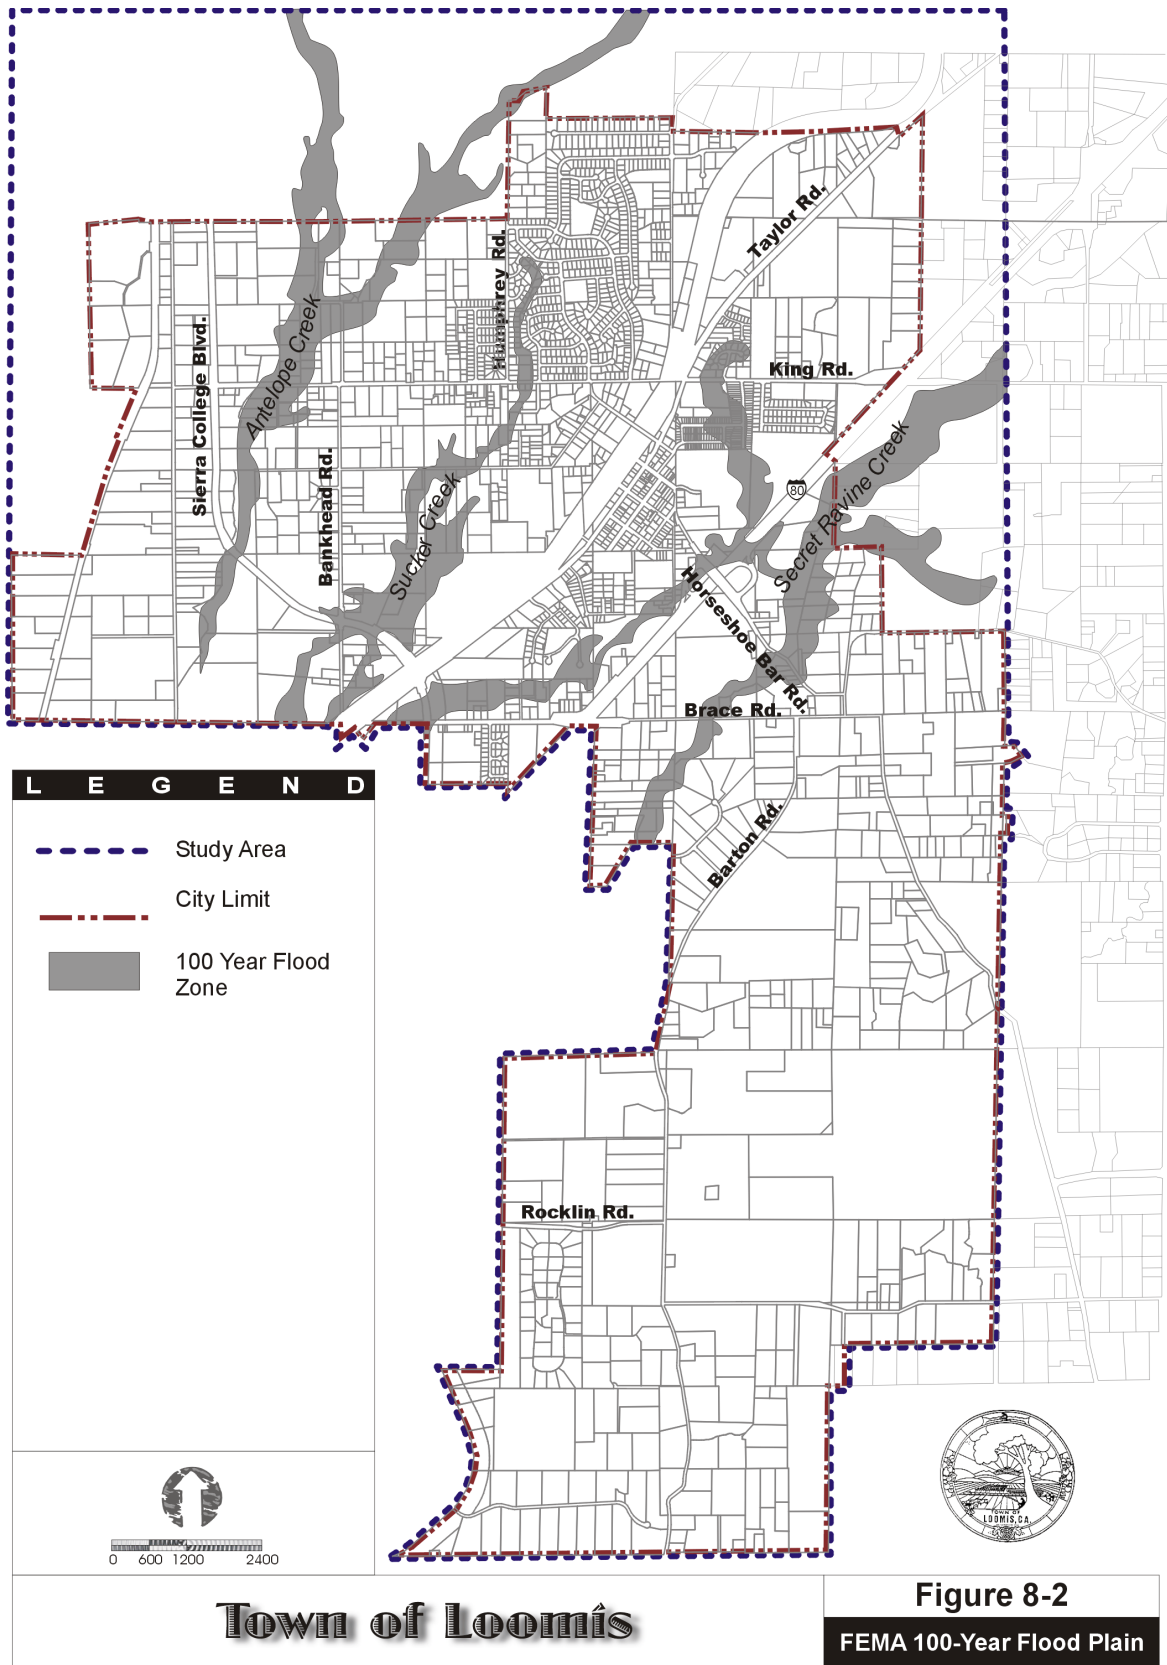 Taylor Rd.
Humphrey Rd.
Antelope Creek
Sierra College Blvd.
King Rd.
Bankhead Rd.
Sucker Creek
80
Secret Ravine Creek
Horseshoe Bar Rd.
Brace Rd.
Barton Rd.
Rocklin Rd.
LEGEND
Study Area
City Limit
100 Year Flood
Zone
0 600 1200 2400
TOWN OF
LOOMIS, CA.
Town of Loomis
Figure 8-2
FEMA 100-Year Flood Plain